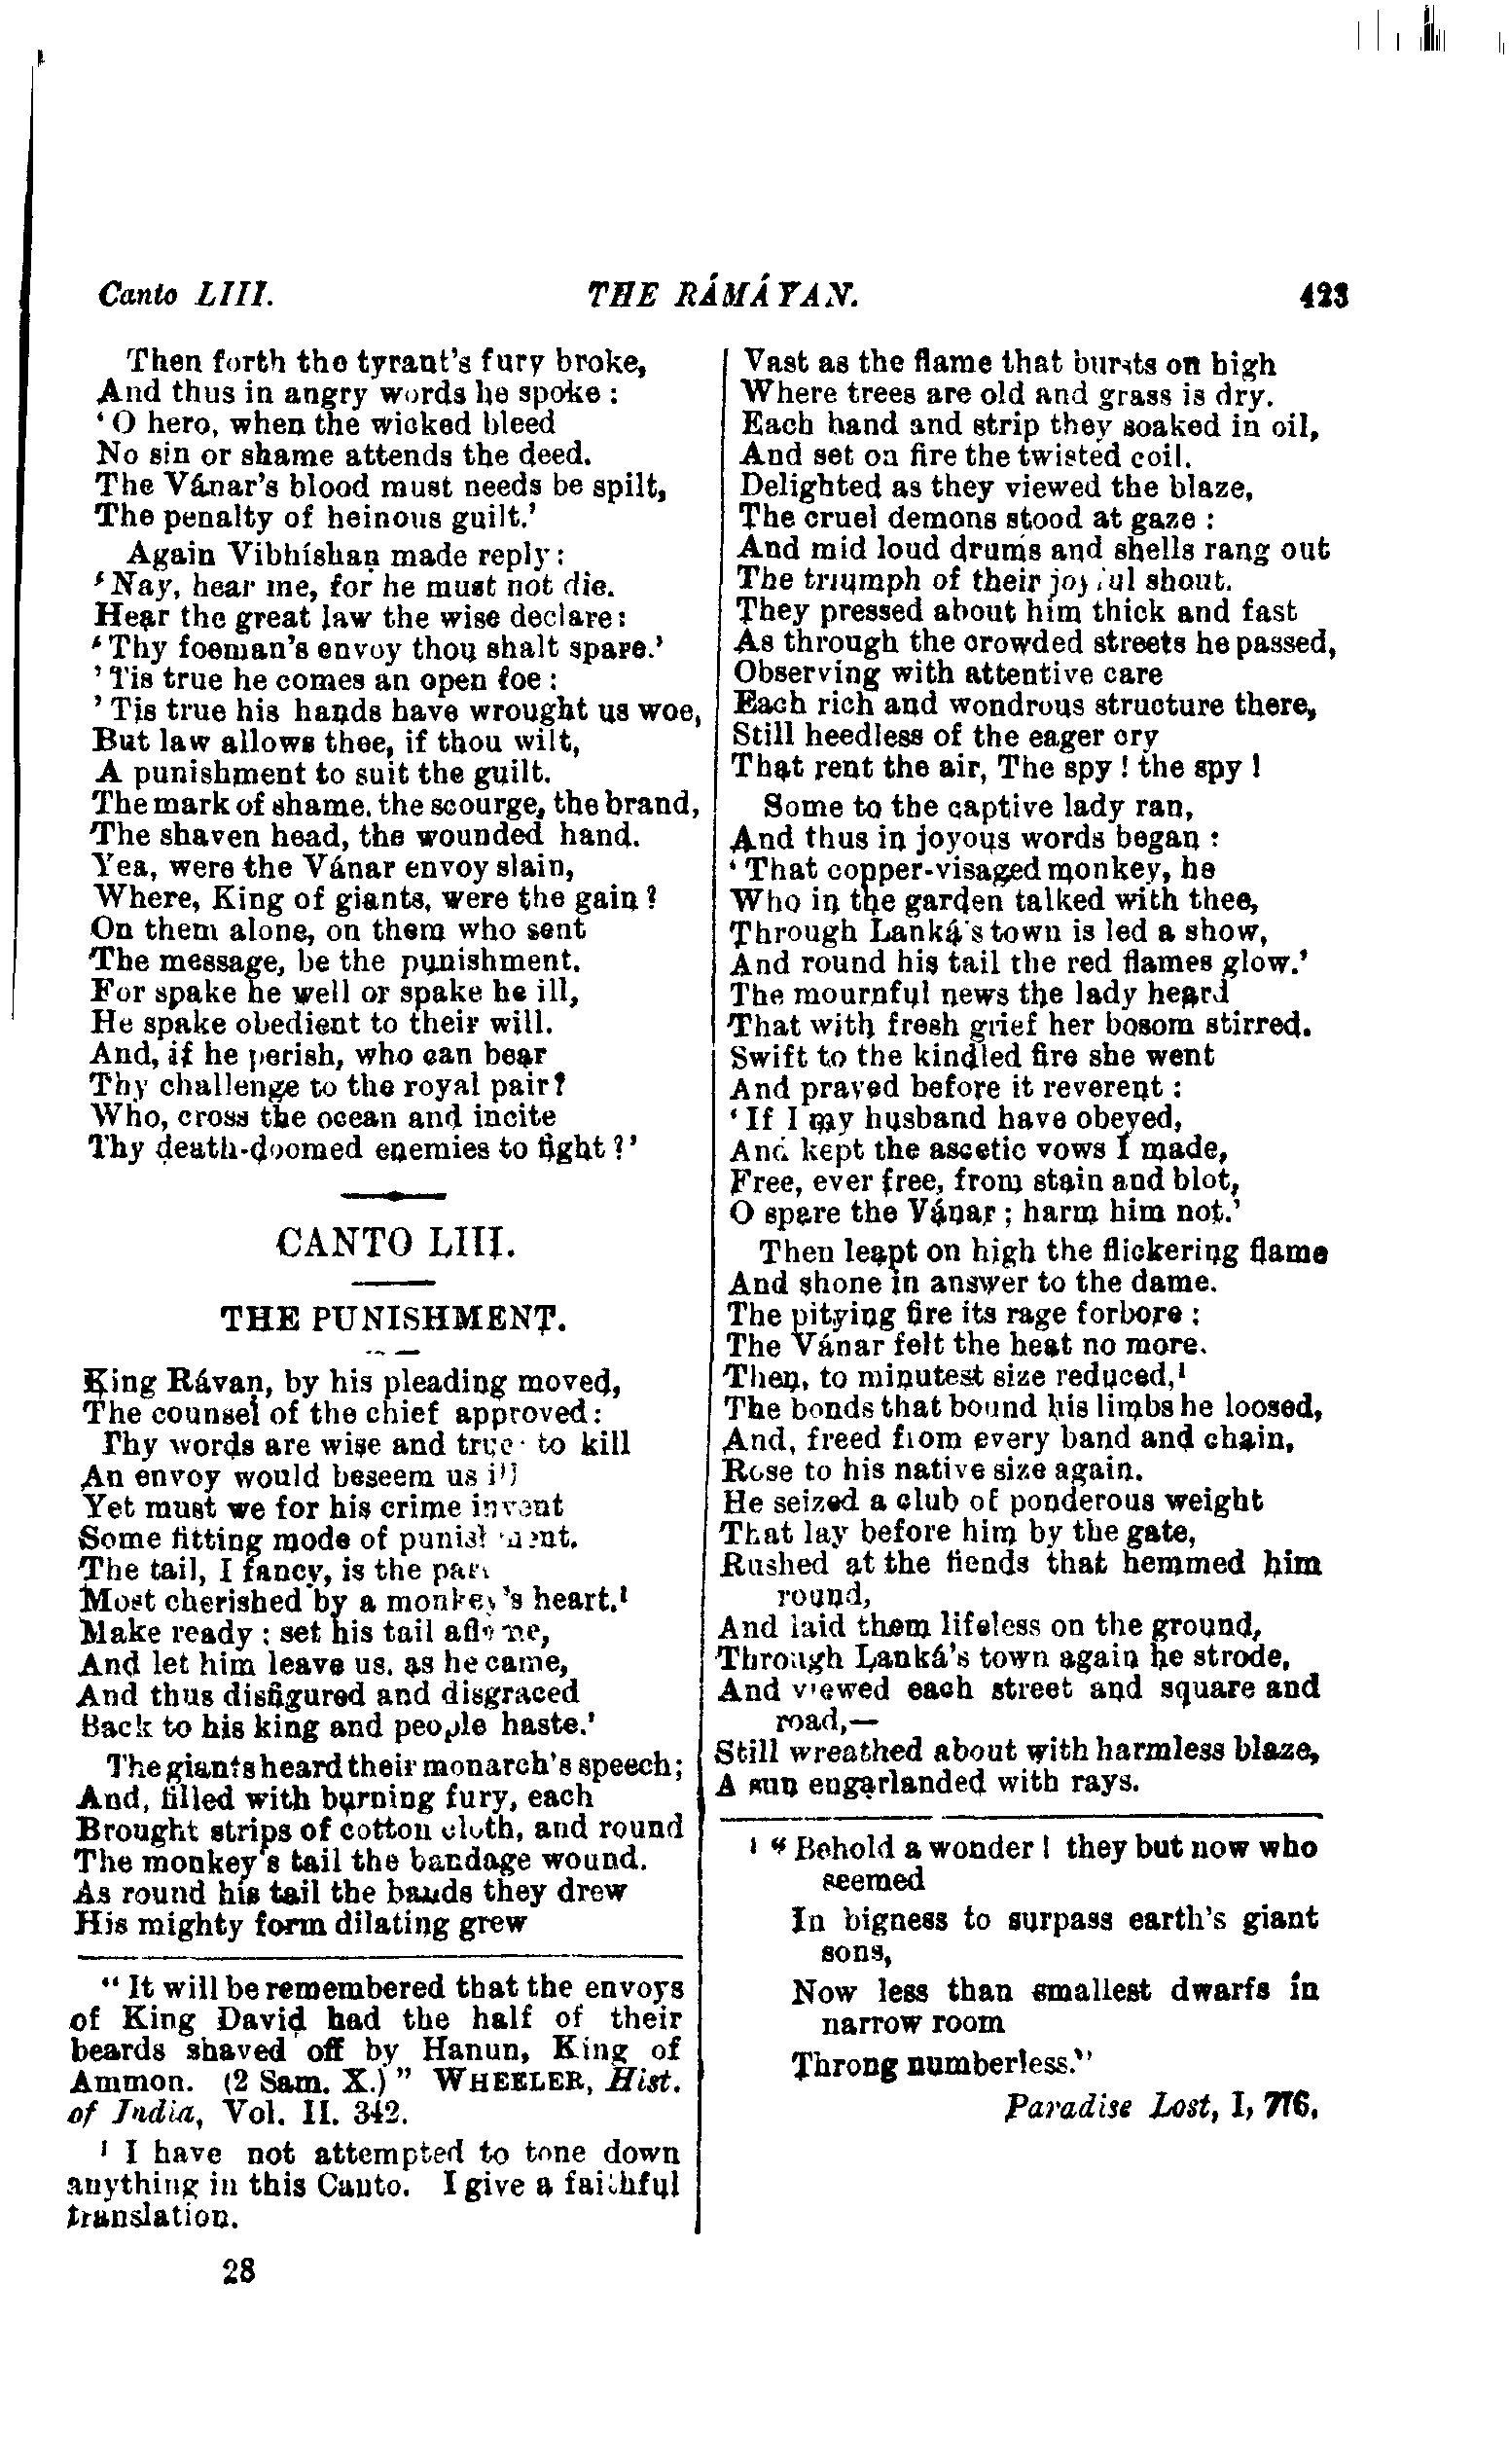 Canto LIII. THE RÁMÁYAN. 423
Then forth the tyrant's fury broke,
And thus in angry words he spoke :
'O hero, when the wicked bleed
No sin or shame attends the deed.
The Vánar's blood must needs be spilt,
The penalty of heinous guilt.'
Again Vibhíshaṇ made reply :
'Nay, hear me, for he must not die.
Hear the great law the wise declare :
'Thy foeman's envoy thou shalt spare.'
'Tis true he comes an open foe :
'Tis true his hands have wrought us woe,
But law allows thee, if thou wilt,
A punishment to suit the guilt.
The mark of shame, the scourge, the brand,
The shaven head, the wounded hand.
Yea, were the Vánar envoy slain,
Where, King of giants, were the gain ?
On them alone, on them who sent
The message, be the punishment.
For spake he well or spake he ill,
He spake obedient to their will.
And, if he perish, who can bear
Thy challenge to the royal pair?
Who, cross the ocean and incite
Thy death-doomed enemies to fight ?'
CANTO LIII.
THE PUNISHMENT.
King Rávaṇ, by his pleading moved,
The counsel of the chief approved :
Thy words are wise and true to kill
An envoy would beseem us ill
Yet must we for his crime invent
Some fitting mode of punishment.
The tail, I fancy, is the part
Most cherished by a monkey's heart.¹
Make ready : set his tail aflame,
And let him leave us. as he came,
And thus disfigured and disgraced
Back to his king and people haste.'
The giants heard their monarch's speech ;
And, filled with burning fury, each
Brought strips of cotton cloth, and round
The monkey's tail the bandage wound.
As round his tail the bands they drew
His mighty form dilating grew
" It will be remembered that the envoys
of King David had the half of their
beards shaved off by Hanun, King of
Ammon. (2 Sam. X.) " WHEELER, Hist.
of India, Vol. II. 342.
¹ I have not attempted to tone down
anything in this Canto. I give a faithful
translation.
28
Vast as the flame that bursts on high
Where trees are old and grass is dry.
Each band and strip they soaked in oil,
And set on fire the twisted coil.
Delighted as they viewed the blaze,
The cruel demons stood at gaze :
And mid loud drums and shells rang out
The triumph of their joyful shout.
They pressed about him thick and fast
As through the crowded streets he passed,
Observing with attentive care
Each rich and wondrous structure there,
Still heedless of the eager cry
That rent the air, The spy ! the spy !
Some to the captive lady ran,
And thus in joyous words began :
'That copper-visaged monkey, he
Who in the garden talked with thee,
Through Lanká's town is led a show,
And round his tail the red flames glow.'
The mournful news the lady heard
That with fresh grief her bosom stirred.
Swift to the kindled fire she went
And prayed before it reverent :
'If I my husband have obeyed,
And kept the ascetic vows I made,
Free, ever free, from stain and blot,
O spare the Vánar ; harm him not.'
Then leapt on high the flickering flame
And shone in answer to the dame.
The pitying fire its rage forbore :
The Vánar felt the heat no more.
Then, to minutest size reduced,¹
The bonds that bound his limbs he loosed,
And, freed from every band and chain,
Rose to his native size again.
He seized a club of ponderous weight
That lay before him by the gate,
Rushed at the fiends that hemmed him
round,
And laid them lifeless on the ground,
Through Lanká's town again he strode,
And viewed each street and square and
road,—
Still wreathed about with harmless blaze,
A sun engarlanded with rays.
¹ " Behold a wonder ! they but now who
seemed
In bigness to surpass earth's giant
sons,
Now less than smallest dwarfs in
narrow room
Throng numberless."
Paradise Lost, I, 776.